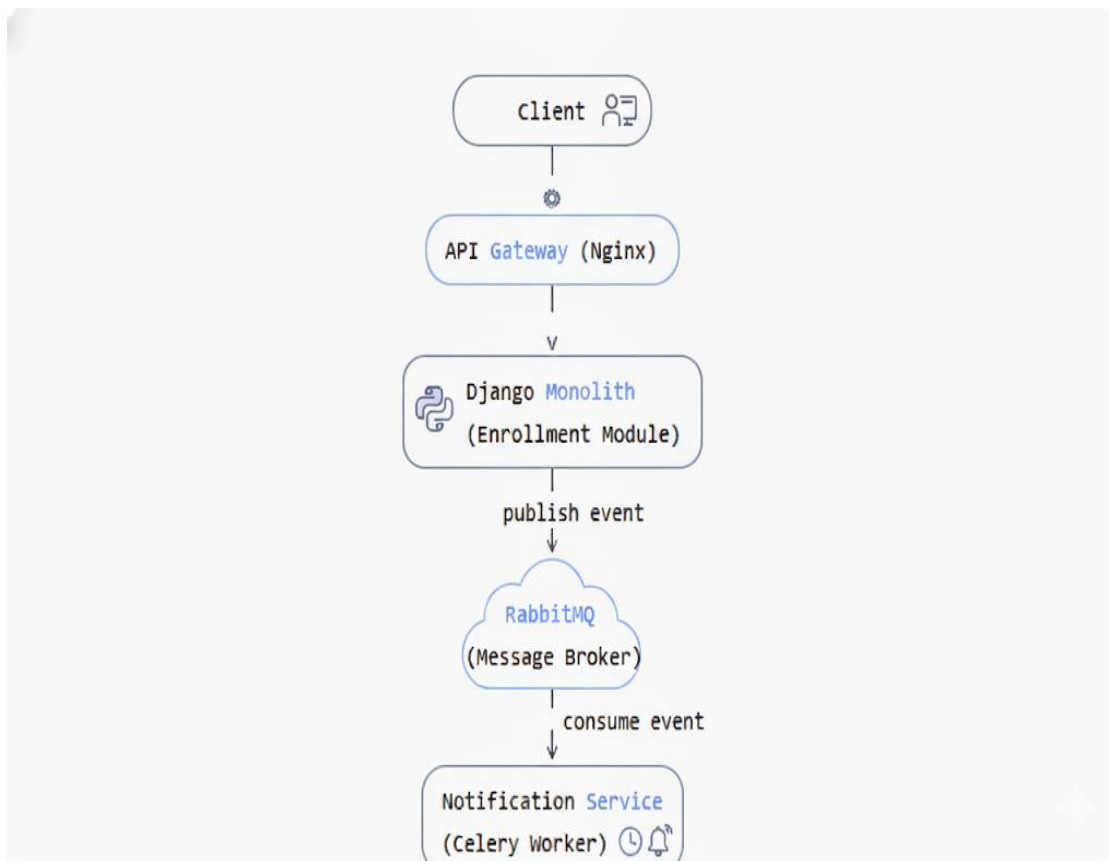 Client
API Gateway (Nginx)
v
Django Monolith
(Enrollment Module)
publish event
RabbitMQ
(Message Broker)
consume event
Notification Service
(Celery Worker)